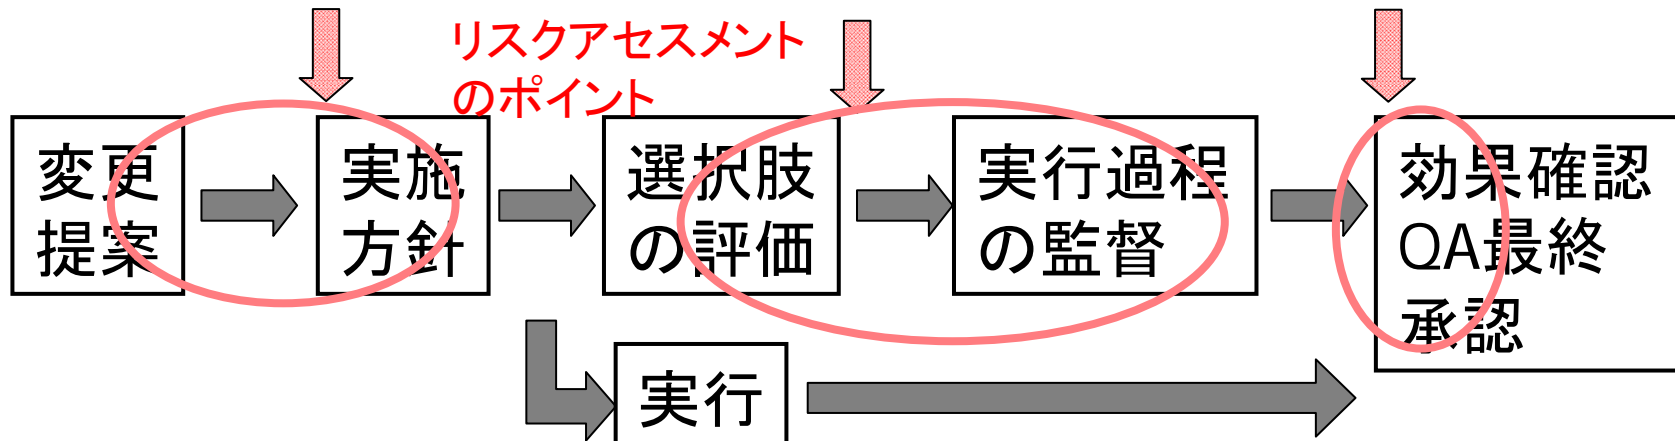 リスクアセスメント
のポイント
変更
提案
実施
方針
選択肢
の評価
実行過程
の監督
効果確認
QA最終
承認
実行